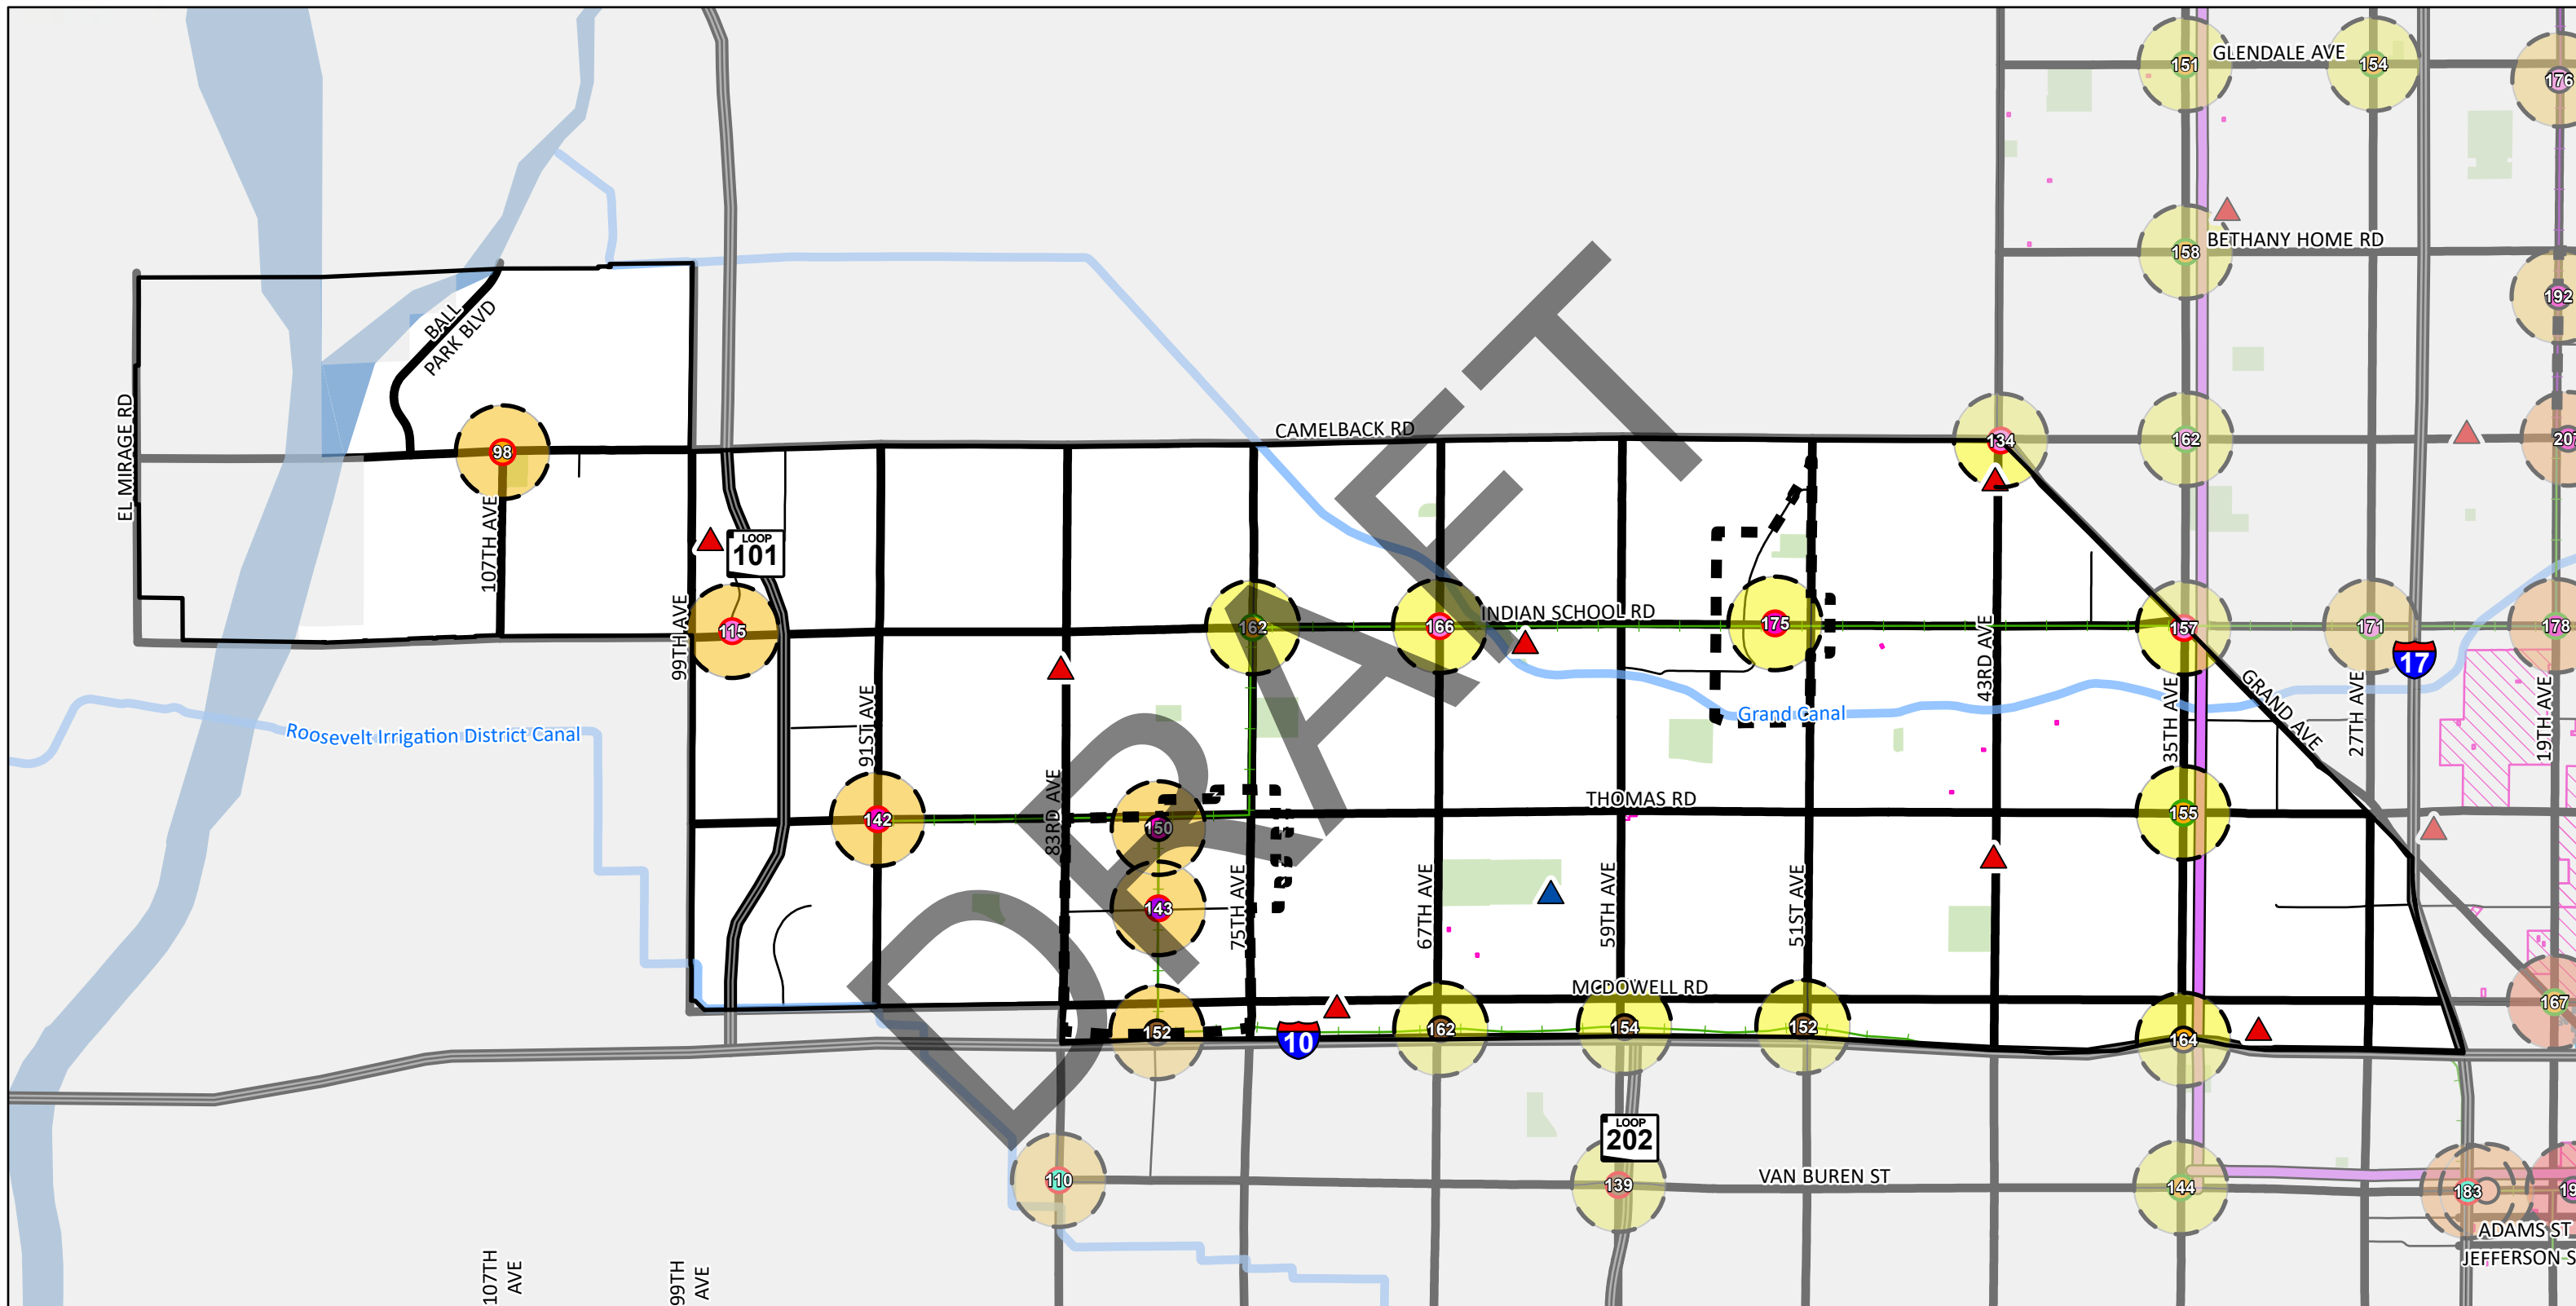 GLENDALE AVE
151
154
176
BETHANY HOME RD
158
192
BALL
PARK BLVD
EL MIRAGE RD
CAMELBACK RD
98
134
162
207
107TH AVE
LOOP
101
99TH AVE
115
162
166
INDIAN SCHOOL RD
175
157
171
178
17
43RD AVE
35TH AVE
GRAND AVE
27TH AVE
19TH AVE
Roosevelt Irrigation District Canal
91ST AVE
Grand Canal
DRAFT
83RD AVE
THOMAS RD
142
150
155
143
75TH AVE
67TH AVE
59TH AVE
51ST AVE
MCDOWELL RD
152
10
162
154
152
164
167
LOOP
202
110
139
VAN BUREN ST
144
183
ADAMS ST
JEFFERSON S
107TH
AVE
99TH
AVE